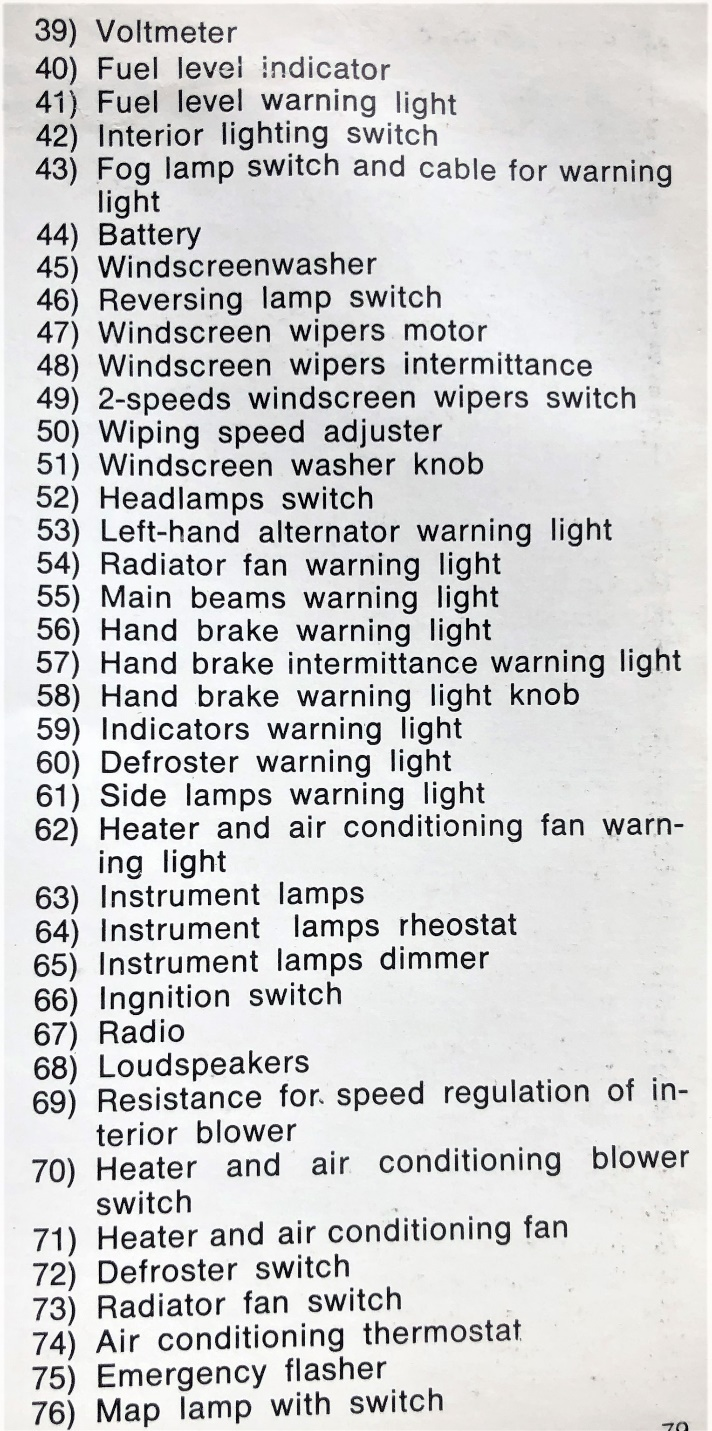 39) Voltmeter
40) Fuel level indicator
41) Fuel level warning light
42) Interior lighting switch
43) Fog lamp switch and cable for warning
light
44) Battery
45) Windscreenwasher
46) Reversing lamp switch
47) Windscreen wipers motor
48) Windscreen wipers intermittance
49) 2-speeds windscreen wipers switch
50) Wiping speed adjuster
51) Windscreen washer knob
52) Headlamps switch
53) Left-hand alternator warning light
54) Radiator fan warning light
55) Main beams warning light
56) Hand brake warning light
57) Hand brake intermittance warning light
58) Hand brake warning light knob
59) Indicators warning light
60) Defroster warning light
61) Side lamps warning light
62) Heater and air conditioning fan warn-
ing light
63) Instrument lamps
64) Instrument lamps rheostat
65) Instrument lamps dimmer
66) Ingnition switch
67) Radio
68) Loudspeakers
69) Resistance for speed regulation of in-
terior blower
70) Heater and air conditioning blower
switch
71) Heater and air conditioning fan
72) Defroster switch
73) Radiator fan switch
74) Air conditioning thermostat
75) Emergency flasher
76) Map lamp with switch